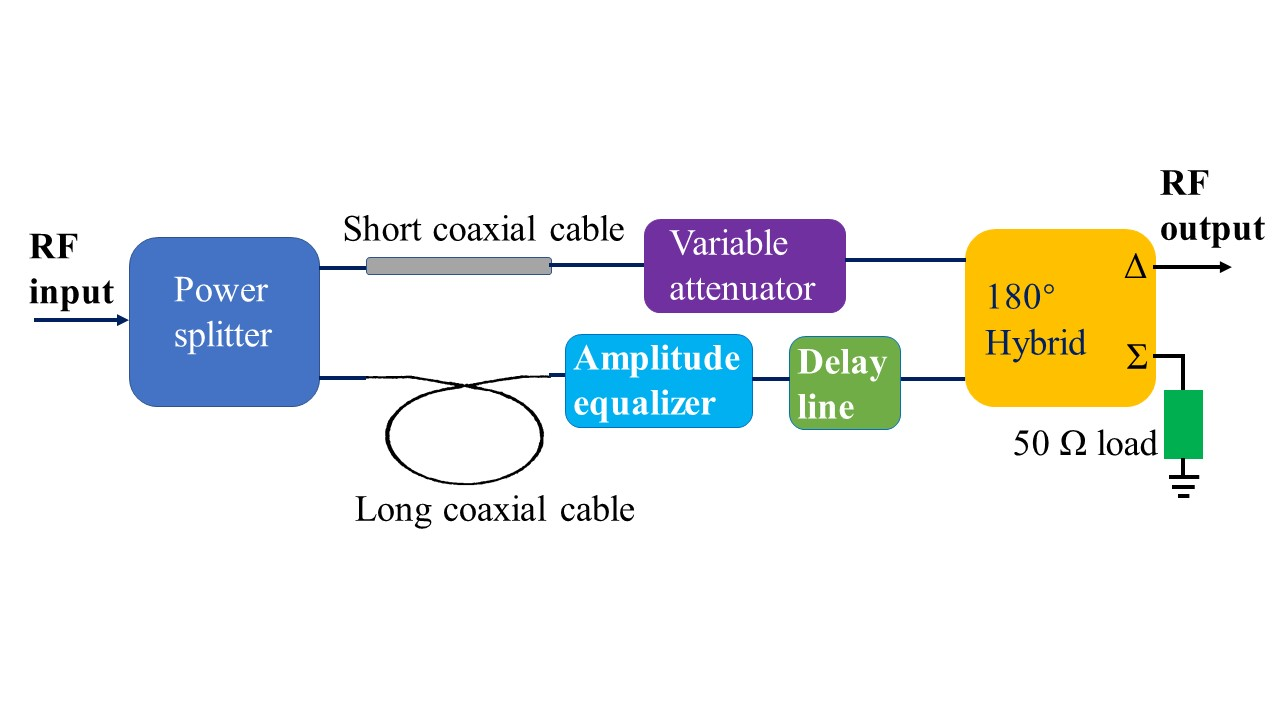 RF
input
Power
splitter
Short coaxial cable
Long coaxial cable
Variable
attenuator
Amplitude
equalizer
Delay
line
180°
Hybrid
Δ
Σ
RF
output
50 Ω load